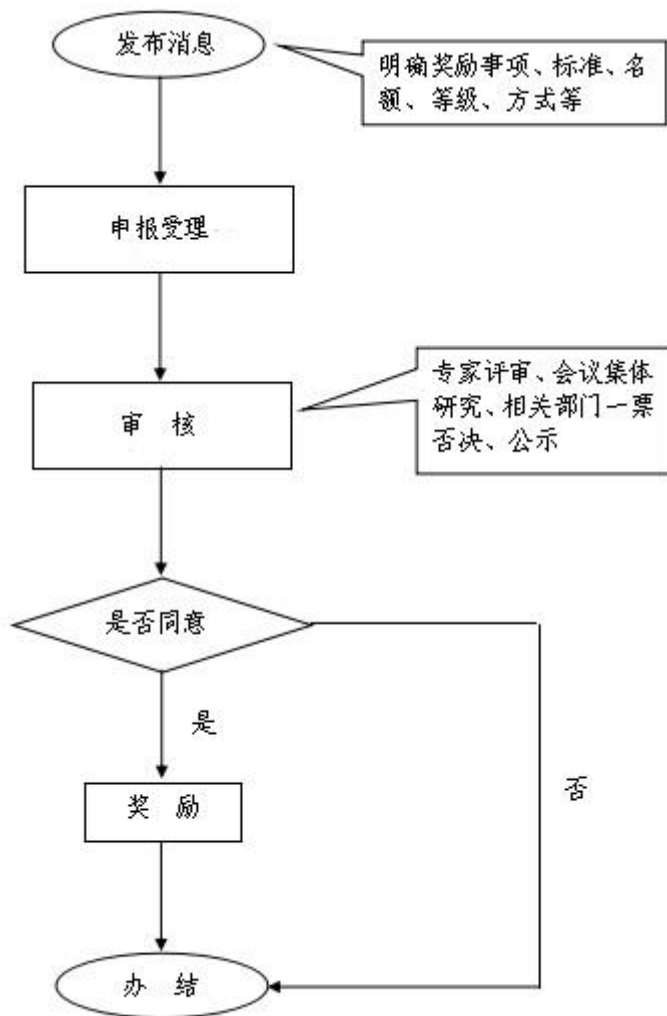 发布消息
明确奖励事项、标准、名
额、等级、方式等
申报受理
专家评审、会议集体
研究、相关部门一票
否决、公示
审 核
是否同意
是
否
奖 励
办 结